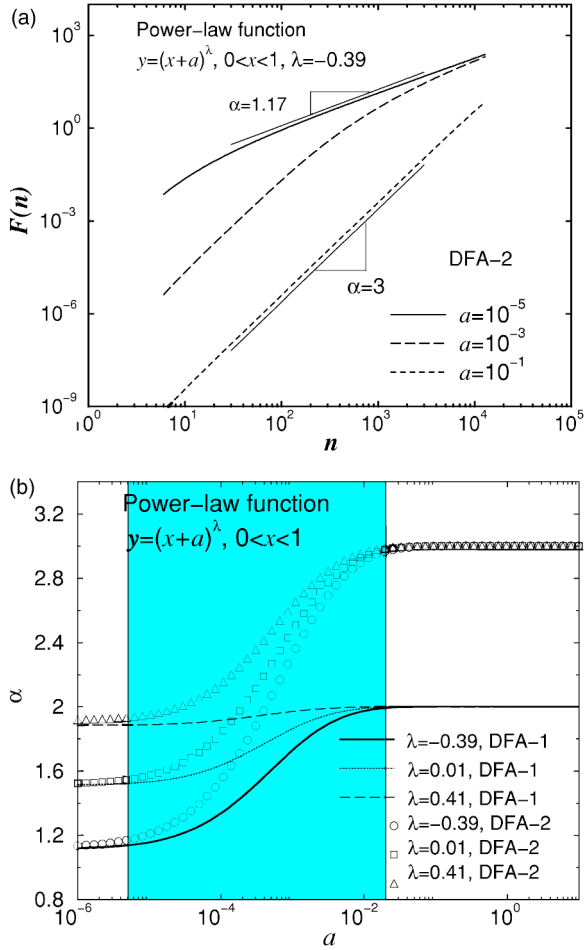 (a)
Power−law function
y=(x+a)^λ, 0<x<1, λ=−0.39
α=1.17
α=3
DFA−2
a=10^−5
a=10^−3
a=10^−1
F(n)
10^3
10^0
10^−3
10^−6
10^−9
10^0 10^1 10^2 10^3 10^4 10^5
n
(b)
Power−law function
y=(x+a)^λ, 0<x<1
α
3.2
2.8
2.4
2
1.6
1.2
0.8
λ=−0.39, DFA−1
λ=0.01, DFA−1
λ=0.41, DFA−1
λ=−0.39, DFA−2
λ=0.01, DFA−2
λ=0.41, DFA−2
10^−6 10^−4 10^−2 10^0
a